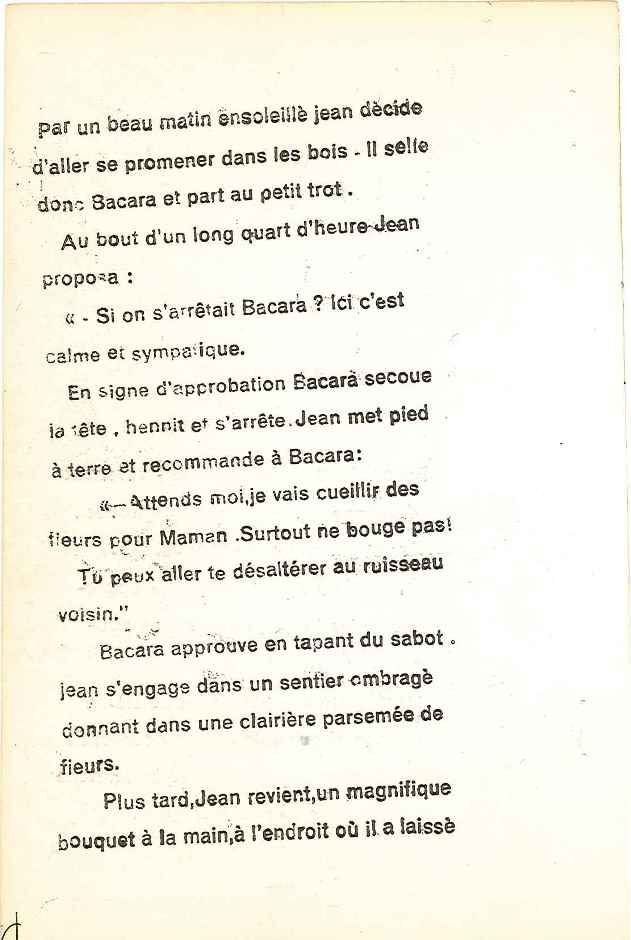 Par un beau matin ensoleillè jean dècide
d'aller se promener dans les bois - Il selle
donc Bacara et part au petit trot .
Au bout d'un long quart d'heure Jean
proposa :
« - Si on s'arrêtait Bacara ? Ici c'est
calme et sympatique.
En signe d'approbation Bacara secoue
la tête , hennit et s'arrête.Jean met pied
à terre et recommande à Bacara:
«- Attends moi,je vais cueillir des
fleurs pour Maman .Surtout ne bouge pas!
Tu peux aller te désaltérer au ruisseau
voisin."
Bacara approuve en tapant du sabot .
jean s'engage dans un sentier ombragè
donnant dans une clairière parsemée de
fleurs.
Plus tard,Jean revient,un magnifique
bouquet à la main,à l'endroit où il a laissè